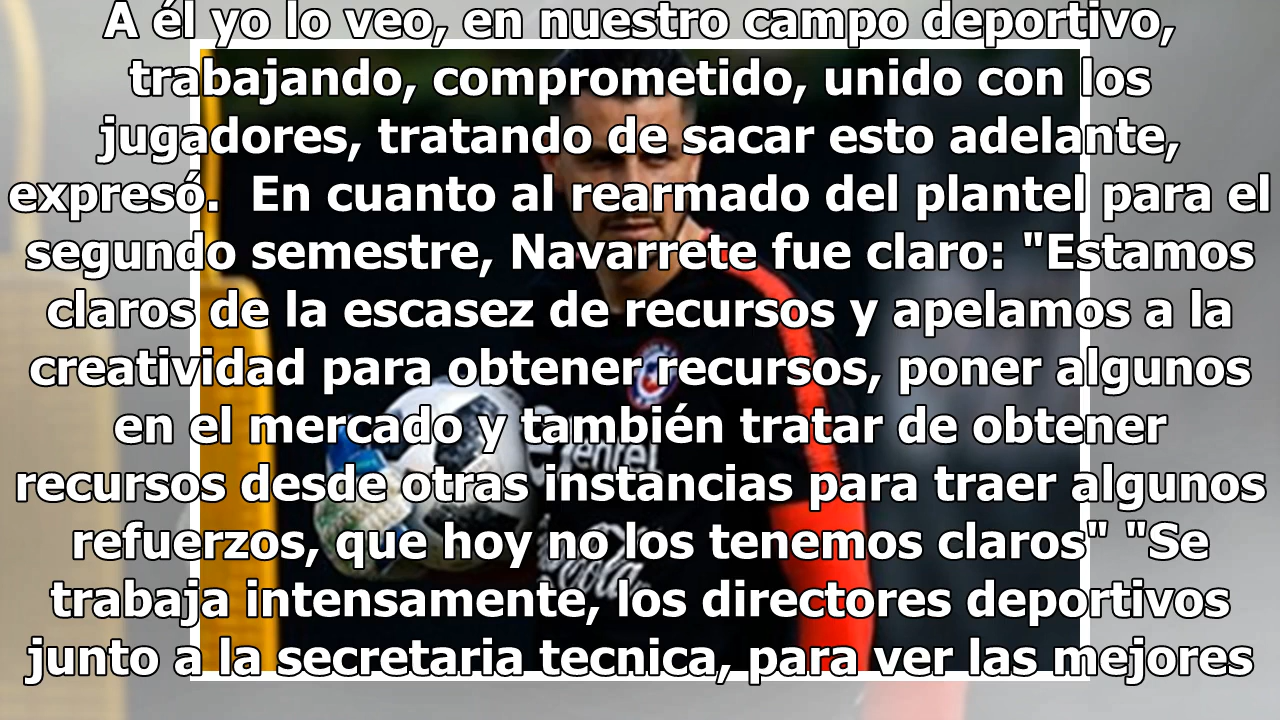 A él yo lo veo, en nuestro campo deportivo,
trabajando, comprometido, unido con los
jugadores, tratando de sacar esto adelante,
expresó.  En cuanto al rearmado del plantel para el
segundo semestre, Navarrete fue claro: "Estamos
claros de la escasez de recursos y apelamos a la
creatividad para obtener recursos, poner algunos
en el mercado y también tratar de obtener
recursos desde otras instancias para traer algunos
refuerzos, que hoy no los tenemos claros" "Se
trabaja intensamente, los directores deportivos
junto a la secretaria tecnica, para ver las mejores
enrel